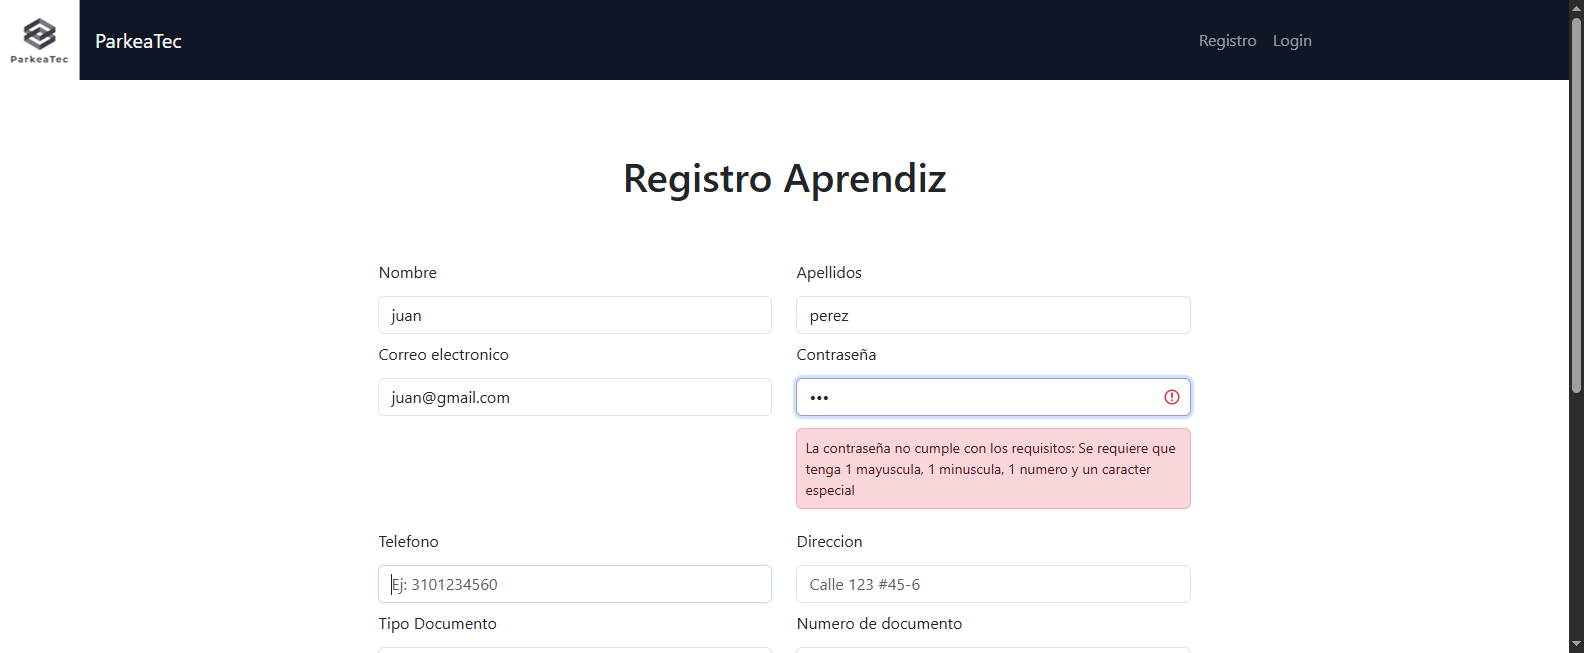 ParkeaTec
ParkeaTec
Registro Login
Registro Aprendiz
Nombre
Apellidos
juan
perez
Correo electronico
Contraseña
juan@gmail.com
•••
La contraseña no cumple con los requisitos: Se requiere que
tenga 1 mayuscula, 1 minuscula, 1 numero y un caracter
especial
Telefono
Direccion
Ej: 3101234560
Calle 123 #45-6
Tipo Documento
Numero de documento